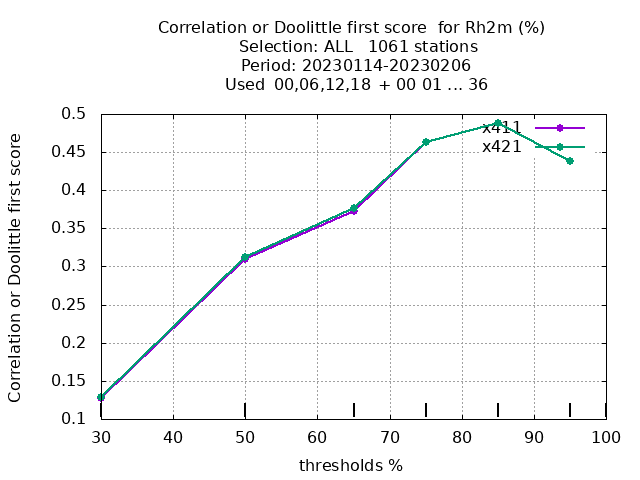 Correlation or Doolittle first score  for Rh2m (%)
Selection: ALL   1061 stations
Period: 20230114-20230206
Used  00,06,12,18  + 00 01 ... 36
Correlation or Doolittle first score
0.5
0.45
0.4
0.35
0.3
0.25
0.2
0.15
0.1
x411
x421
30 40 50 60 70 80 90 100
thresholds %